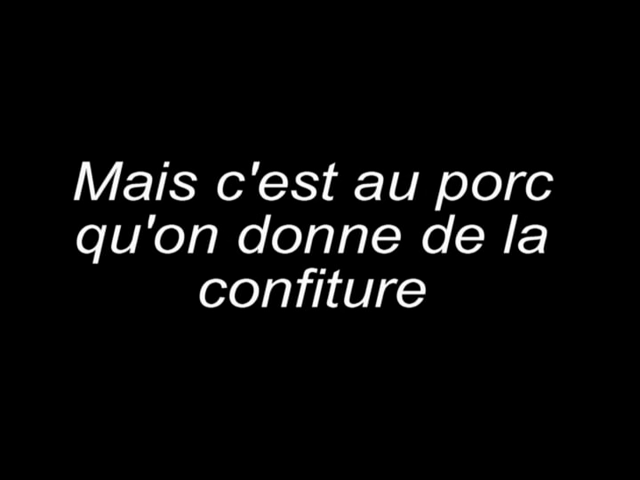 Mais c'est au porc
qu'on donne de la
confiture